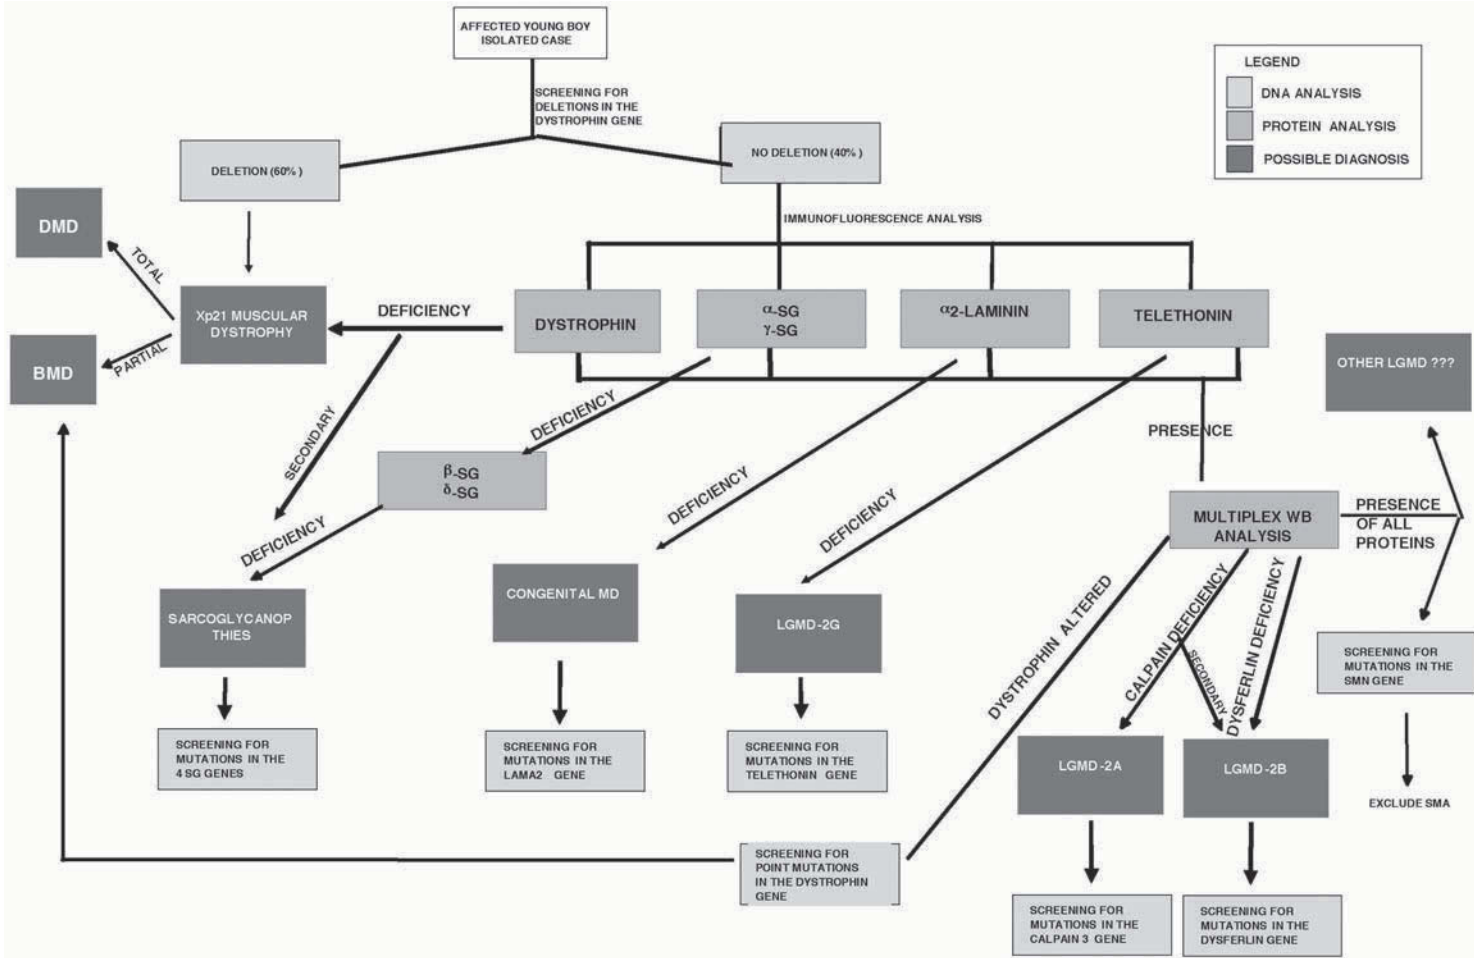 AFFECTED YOUNG BOY
ISOLATED CASE
LEGEND
DNA ANALYSIS
PROTEIN ANALYSIS
POSSIBLE DIAGNOSIS
SCREENING FOR
DELETIONS IN THE
DYSTROPHIN GENE
DELETION (60% )
NO DELETION (40% )
IMMUNOFLUORESCENCE ANALYSIS
DMD
TOTAL
BMD
PARTIAL
Xp21 MUSCULAR
DYSTROPHY
DEFICIENCY
DYSTROPHIN
α-SG
γ-SG
α2-LAMININ
TELETHONIN
OTHER LGMD ???
SECONDARY
DEFICIENCY
β-SG
δ-SG
DEFICIENCY
DEFICIENCY
DEFICIENCY
PRESENCE
MULTIPLEX WB
ANALYSIS
PRESENCE
OF ALL
PROTEINS
SARCOGLYCANOP
THIES
CONGENITAL MD
LGMD-2G
DYSTROPHIN ALTERED
CALPAIN DEFICIENCY
SECONDARY
DYSFERLIN DEFICIENCY
SCREENING FOR
MUTATIONS IN THE
SMN GENE
EXCLUDE SMA
SCREENING FOR
MUTATIONS IN THE
4 SG GENES
SCREENING FOR
MUTATIONS IN THE
LAMA2 GENE
SCREENING FOR
MUTATIONS IN THE
TELETHONIN GENE
LGMD-2A
LGMD-2B
SCREENING FOR
POINT MUTATIONS
IN THE DYSTROPHIN
GENE
SCREENING FOR
MUTATIONS IN THE
CALPAIN 3 GENE
SCREENING FOR
MUTATIONS IN THE
DYSFERLIN GENE